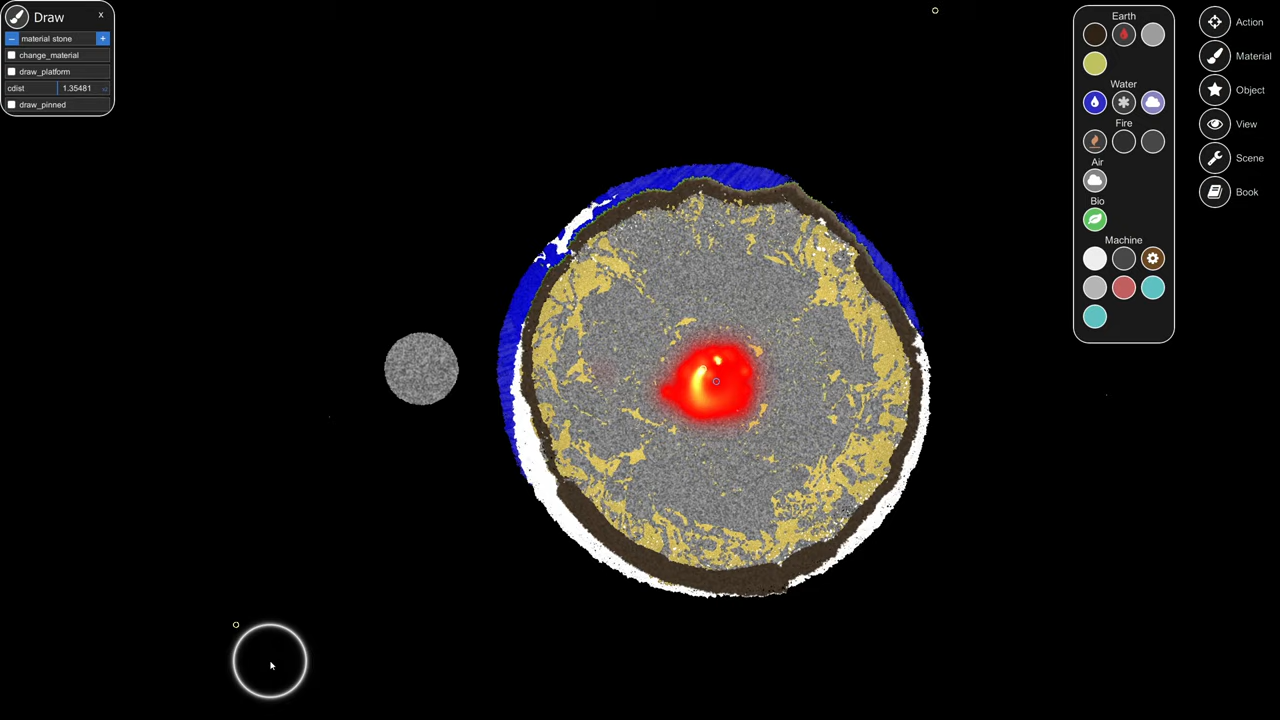 Draw
x
– material stone +
change_material
draw_platform
cdist 1.35481
draw_pinned
Earth
Water
Fire
Air
Bio
Machine
Action
Material
Object
View
Scene
Book